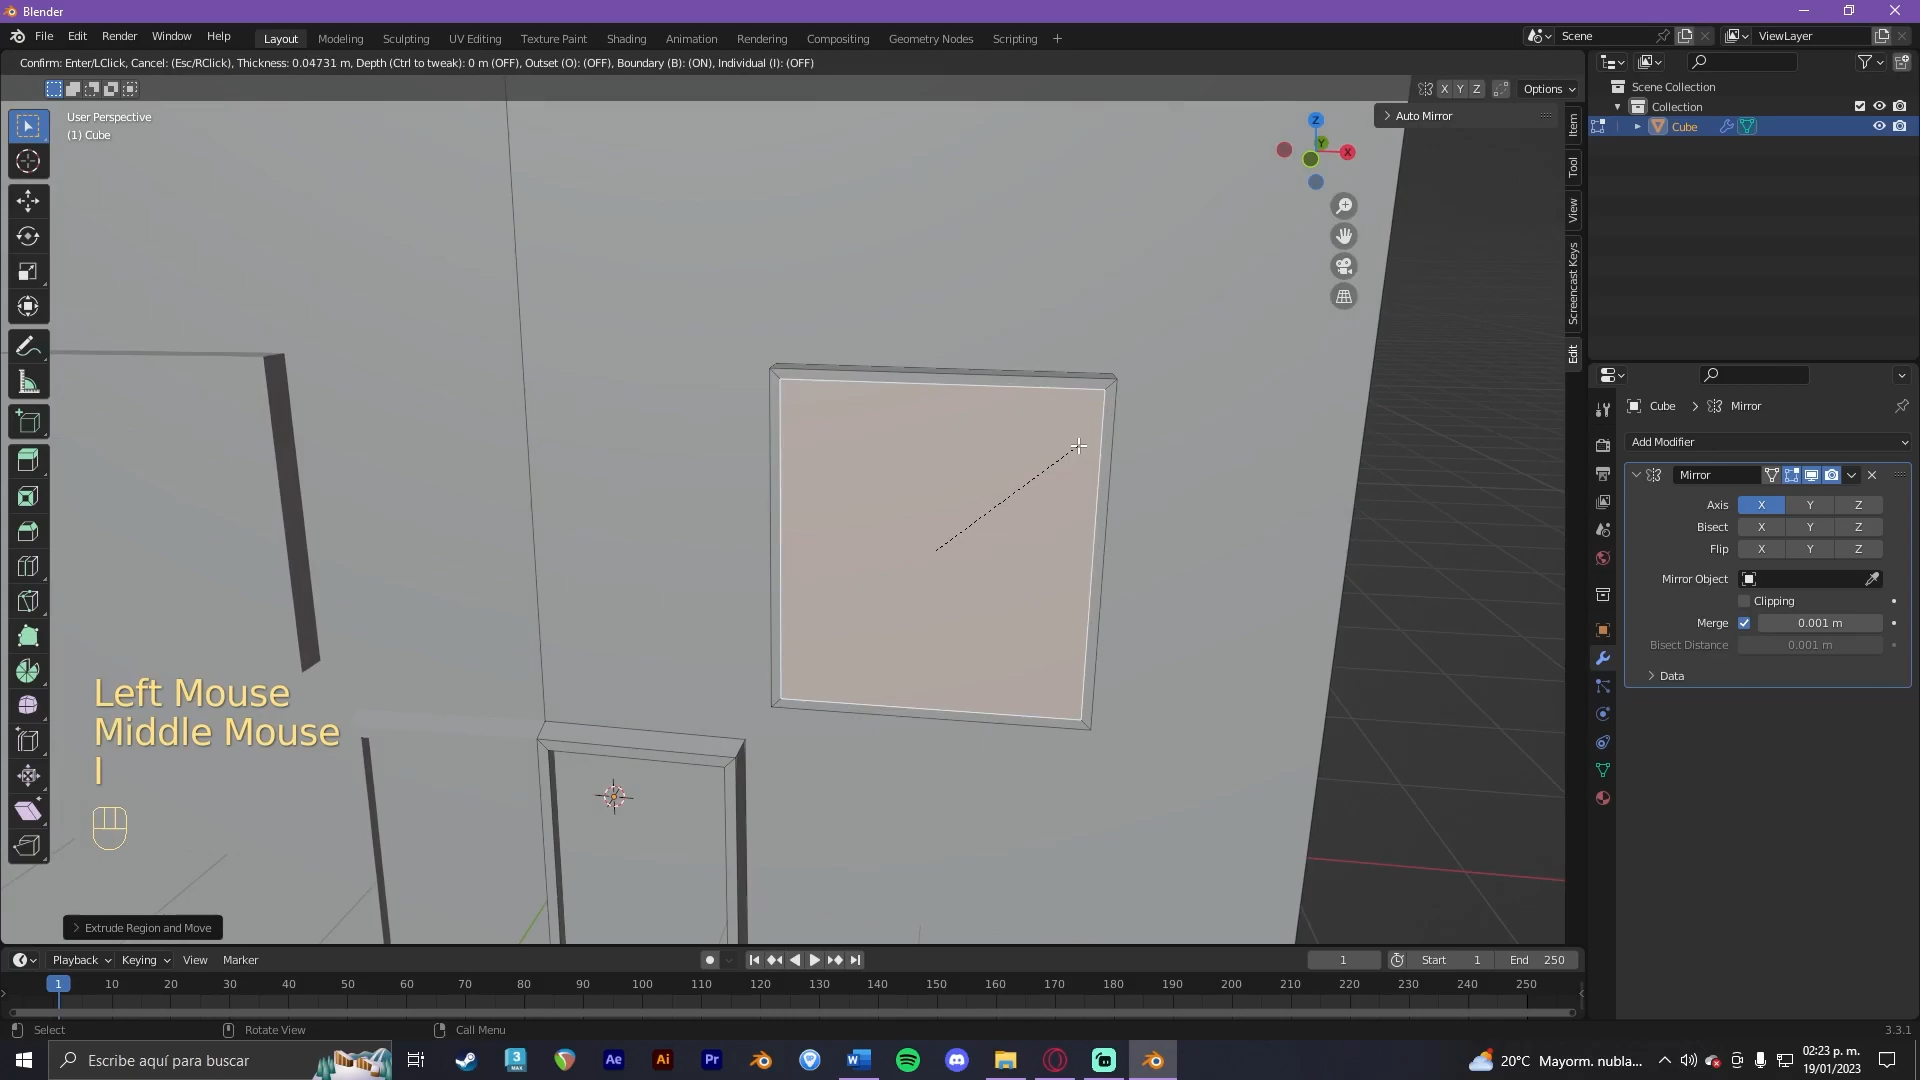 Blender
File Edit Render Window Help
Layout Modeling Sculpting UV Editing Texture Paint Shading Animation Rendering Compositing Geometry Nodes Scripting +
Scene ViewLayer
Confirm: Enter/LClick, Cancel: (Esc/RClick), Thickness: 0.04731 m, Depth (Ctrl to tweak): 0 m (OFF), Outset (O): (OFF), Boundary (B): (ON), Individual (I): (OFF)
X Y Z Options
User Perspective
(1) Cube
Auto Mirror
Z
Y
X
Item
Tool
View
Screencast Keys
Edit
Scene Collection
Collection
Cube
Cube Mirror
Add Modifier
Mirror
Axis X Y Z
Bisect X Y Z
Flip X Y Z
Mirror Object
Clipping
Merge 0.001 m
Bisect Distance 0.001 m
Data
Left Mouse
Middle Mouse
I
Extrude Region and Move
Playback Keying View Marker
1 Start 1 End 250
1 10 20 30 40 50 60 70 80 90 100 110 120 130 140 150 160 170 180 190 200 210 220 230 240 250
Select Rotate View Call Menu 3.3.1
Escribe aquí para buscar
3
MAX
Ae Ai Pr W
20°C Mayorm. nubla...
02:23 p. m.
19/01/2023